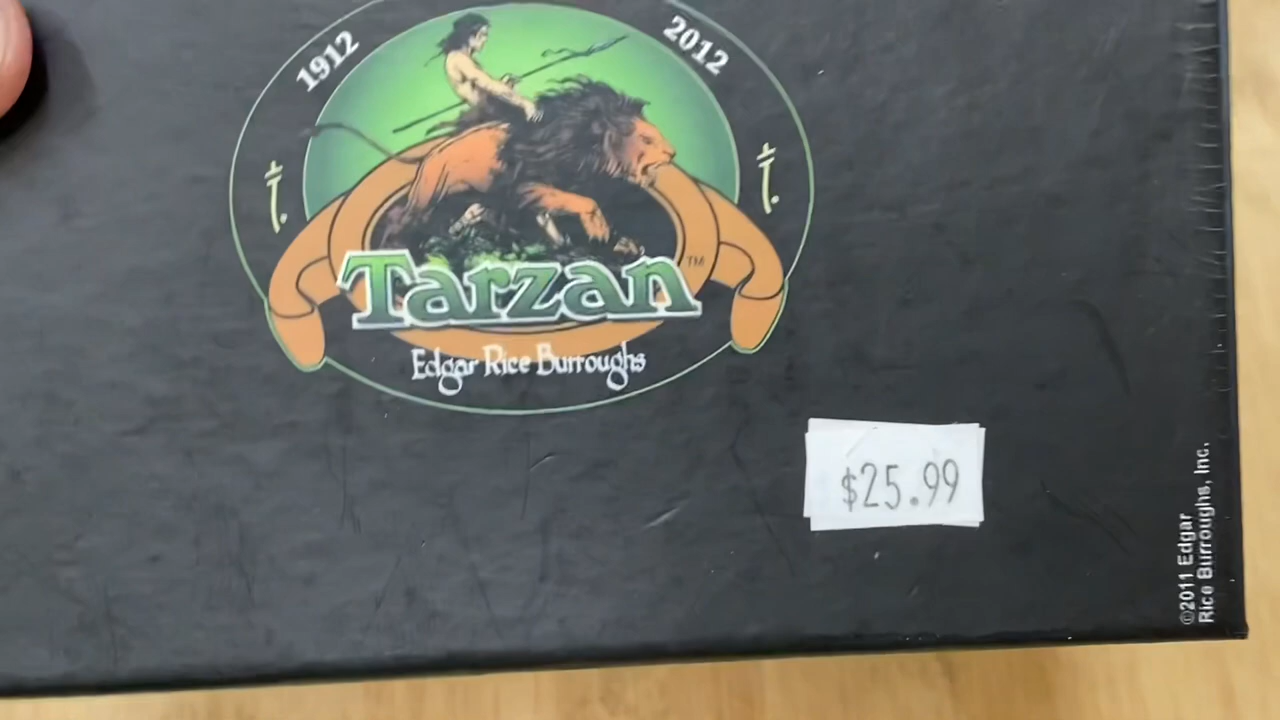 1912
2012
Tarzan™
Edgar Rice Burroughs
$25.99
©2011 Edgar
Rice Burroughs, Inc.